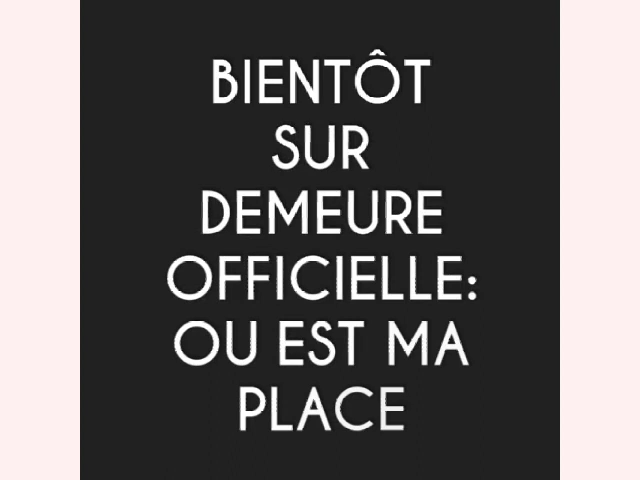 BIENTÔT
SUR
DEMEURE
OFFICIELLE:
OU EST MA
PLACE